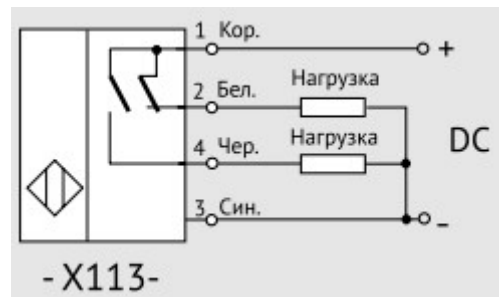 1 Кор. +
Нагрузка
2 Бел.
Нагрузка
4 Чер.
DC
3 Син. -
- X113-